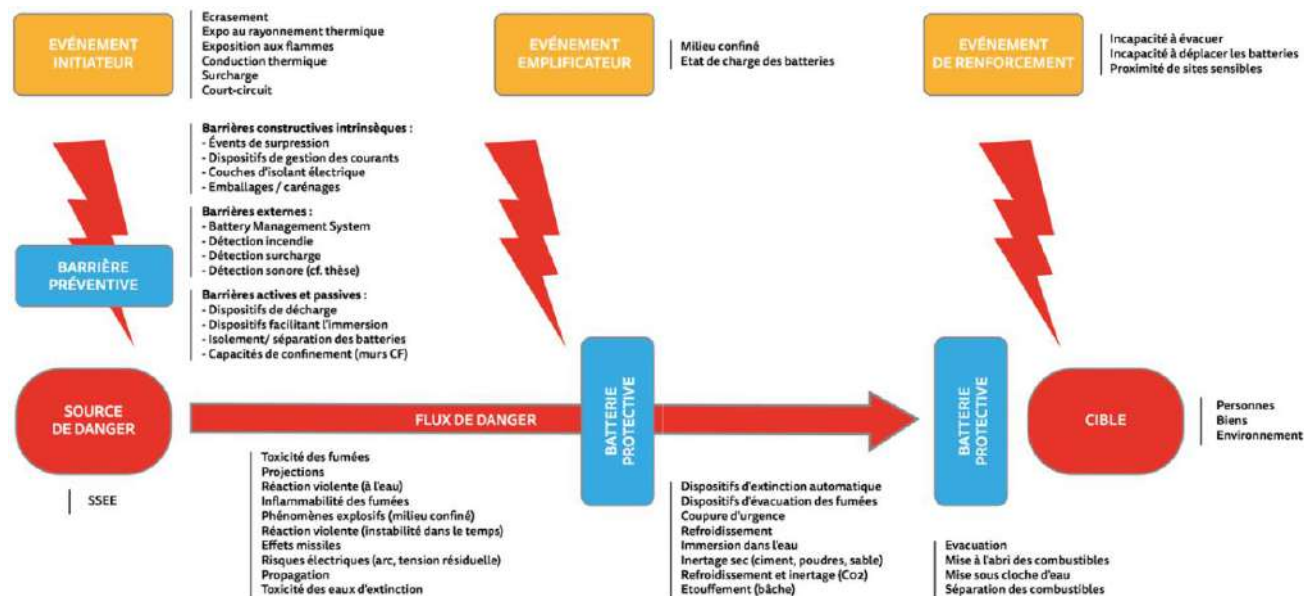 EVÉNEMENT
INITIATEUR
Ecrasement
Expo au rayonnement thermique
Exposition aux flammes
Conduction thermique
Surcharge
Court-circuit
EVÉNEMENT
EMPLIFICATEUR
Milieu confiné
Etat de charge des batteries
EVÉNEMENT
DE RENFORCEMENT
Incapacité à évacuer
Incapacité à déplacer les batteries
Proximité de sites sensibles
Barrières constructives intrinsèques :
- Évents de surpression
- Dispositifs de gestion des courants
- Couches d'isolant électrique
- Emballages / carénages
Barrières externes :
- Battery Management System
- Détection incendie
- Détection surcharge
- Détection sonore (cf. thèse)
BARRIÈRE
PRÉVENTIVE
Barrières actives et passives :
- Dispositifs de décharge
- Dispositifs facilitant l'immersion
- Isolement/ séparation des batteries
- Capacités de confinement (murs CF)
SOURCE
DE DANGER
FLUX DE DANGER
BATTERIE
PROTECTIVE
BATTERIE
PROTECTIVE
CIBLE
Personnes
Biens
Environnement
SSEE
Toxicité des fumées
Projections
Réaction violente (à l'eau)
Inflammabilité des fumées
Phénomènes explosifs (milieu confiné)
Réaction violente (instabilité dans le temps)
Effets missiles
Risques électriques (arc, tension résiduelle)
Propagation
Toxicité des eaux d'extinction
Dispositifs d'extinction automatique
Dispositifs d'évacuation des fumées
Coupure d'urgence
Refroidissement
Immersion dans l'eau
Inertage sec (ciment, poudres, sable)
Refroidissement et inertage (Co2)
Etouffement (bâche)
Evacuation
Mise à l'abri des combustibles
Mise sous cloche d'eau
Séparation des combustibles